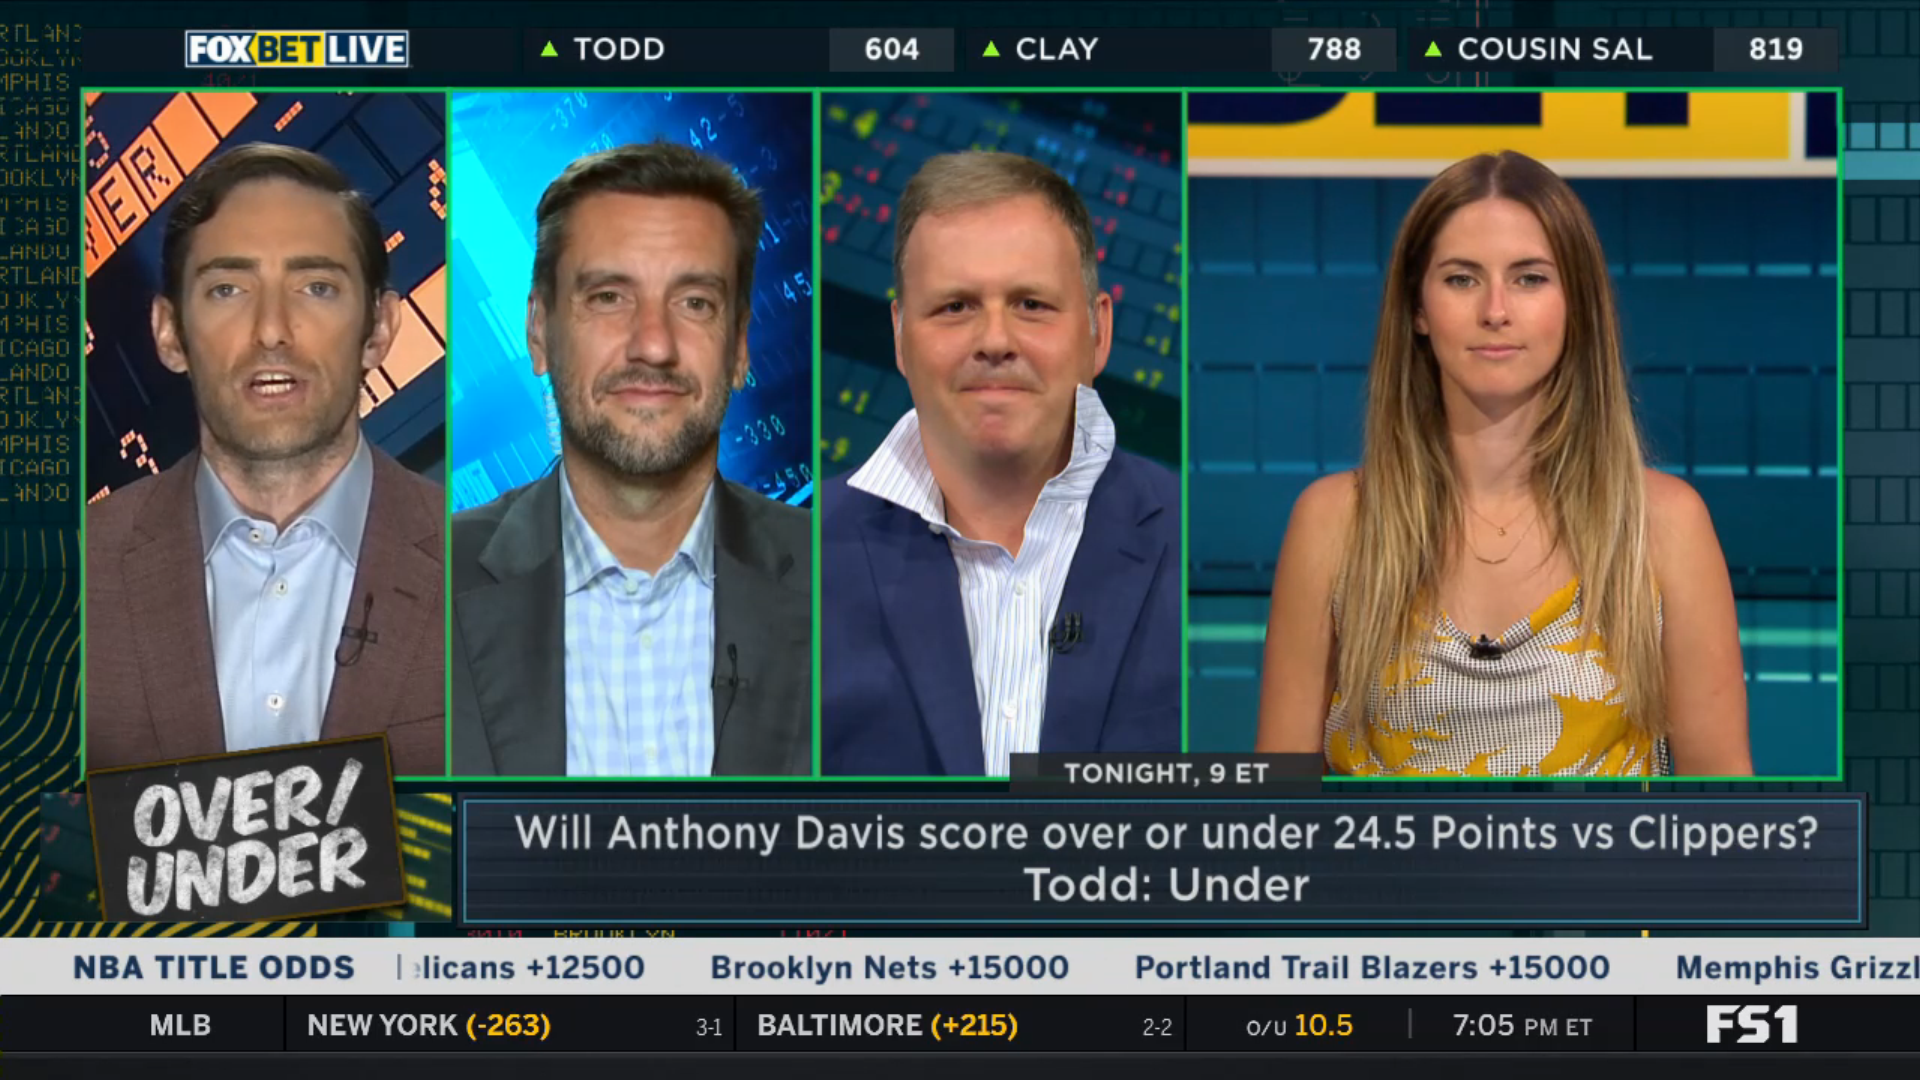 FOX BET LIVE
TODD 604
CLAY 788
COUSIN SAL 819
VER
TONIGHT, 9 ET
OVER/
UNDER
Will Anthony Davis score over or under 24.5 Points vs Clippers?
Todd: Under
NBA TITLE ODDS
licans +12500
Brooklyn Nets +15000
Portland Trail Blazers +15000
Memphis Grizzl
MLB
NEW YORK (-263) 3-1
BALTIMORE (+215) 2-2
O/U 10.5 | 7:05 PM ET
FS1